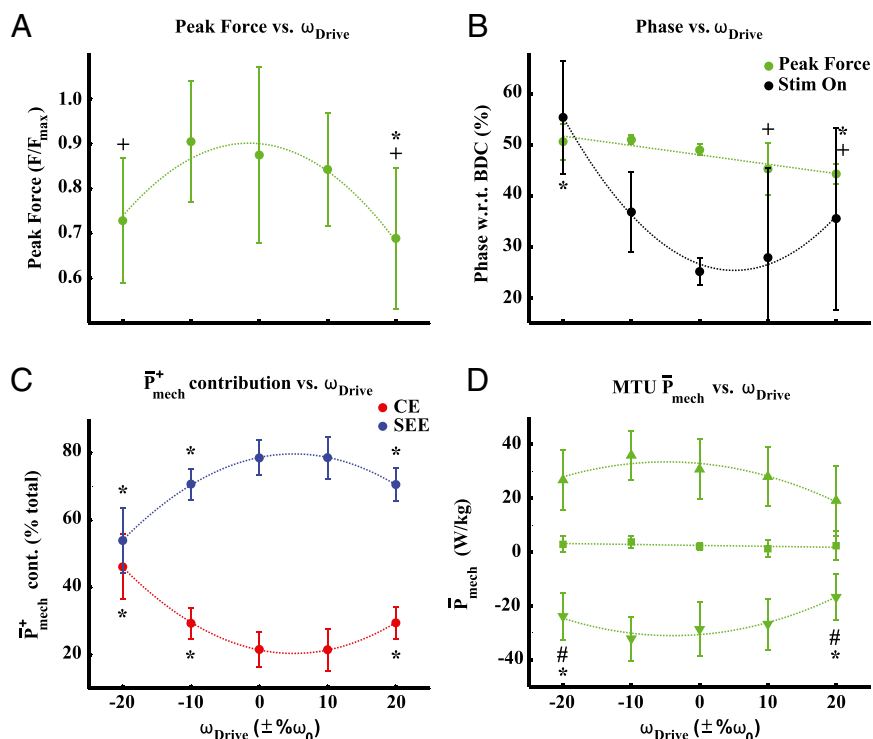 A
Peak Force vs. ωDrive
Peak Force (F/Fmax)
1.0
0.9
0.8
0.7
0.6
+
*
+
B
Phase vs. ωDrive
Peak Force
Stim On
Phase w.r.t. BDC (%)
60
50
40
30
20
*
+
*
+
C
P̅⁺mech contribution vs. ωDrive
CE
SEE
P̅⁺mech cont. (% total)
80
60
40
20
*
*
*
*
*
*
-20
-10
0
10
20
ωDrive (±%ω0)
D
MTU P̅mech vs. ωDrive
P̅mech (W/kg)
40
20
0
-20
-40
#
*
#
*
-20
-10
0
10
20
ωDrive (±%ω0)